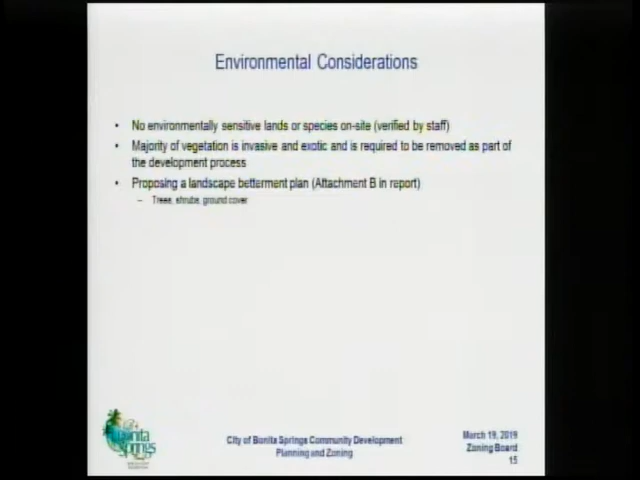 Environmental Considerations
• No environmentally sensitive lands or species on-site (verified by staff)
• Majority of vegetation is invasive and exotic and is required to be removed as part of
the development process
• Proposing a landscape betterment plan (Attachment B in report)
– Trees, shrubs, ground cover
Bonita
Springs
City of Bonita Springs Community Development
Planning and Zoning
March 19, 2019
Zoning Board
15